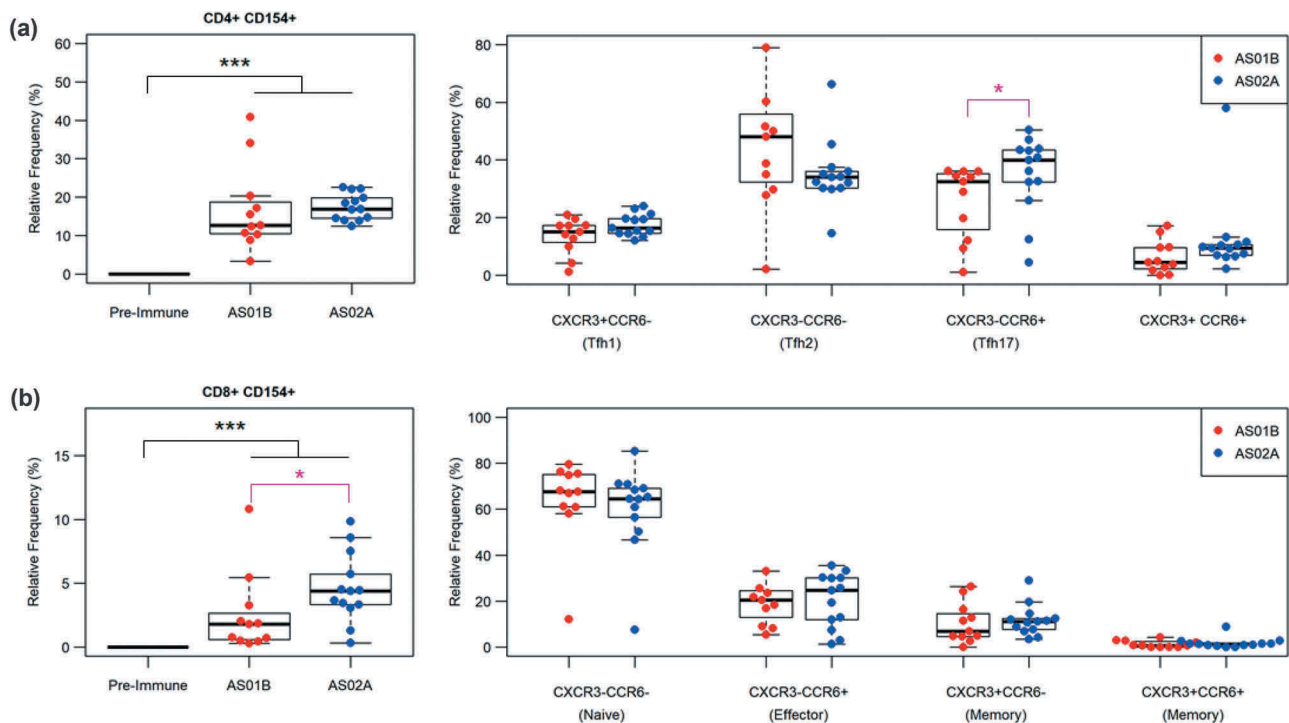 (a)
CD4+ CD154+
Relative Frequency (%)
60
50
40
30
20
10
0
***
Pre-Immune AS01B AS02A
Relative Frequency (%)
80
60
40
20
0
*
AS01B
AS02A
CXCR3+CCR6- CXCR3-CCR6- CXCR3-CCR6+ CXCR3+ CCR6+
(Tfh1) (Tfh2) (Tfh17)
(b)
CD8+ CD154+
Relative Frequency (%)
15
10
5
0
***
*
Pre-Immune AS01B AS02A
Relative Frequency (%)
100
80
60
40
20
0
AS01B
AS02A
CXCR3-CCR6- CXCR3-CCR6+ CXCR3+CCR6- CXCR3+CCR6+
(Naive) (Effector) (Memory) (Memory)